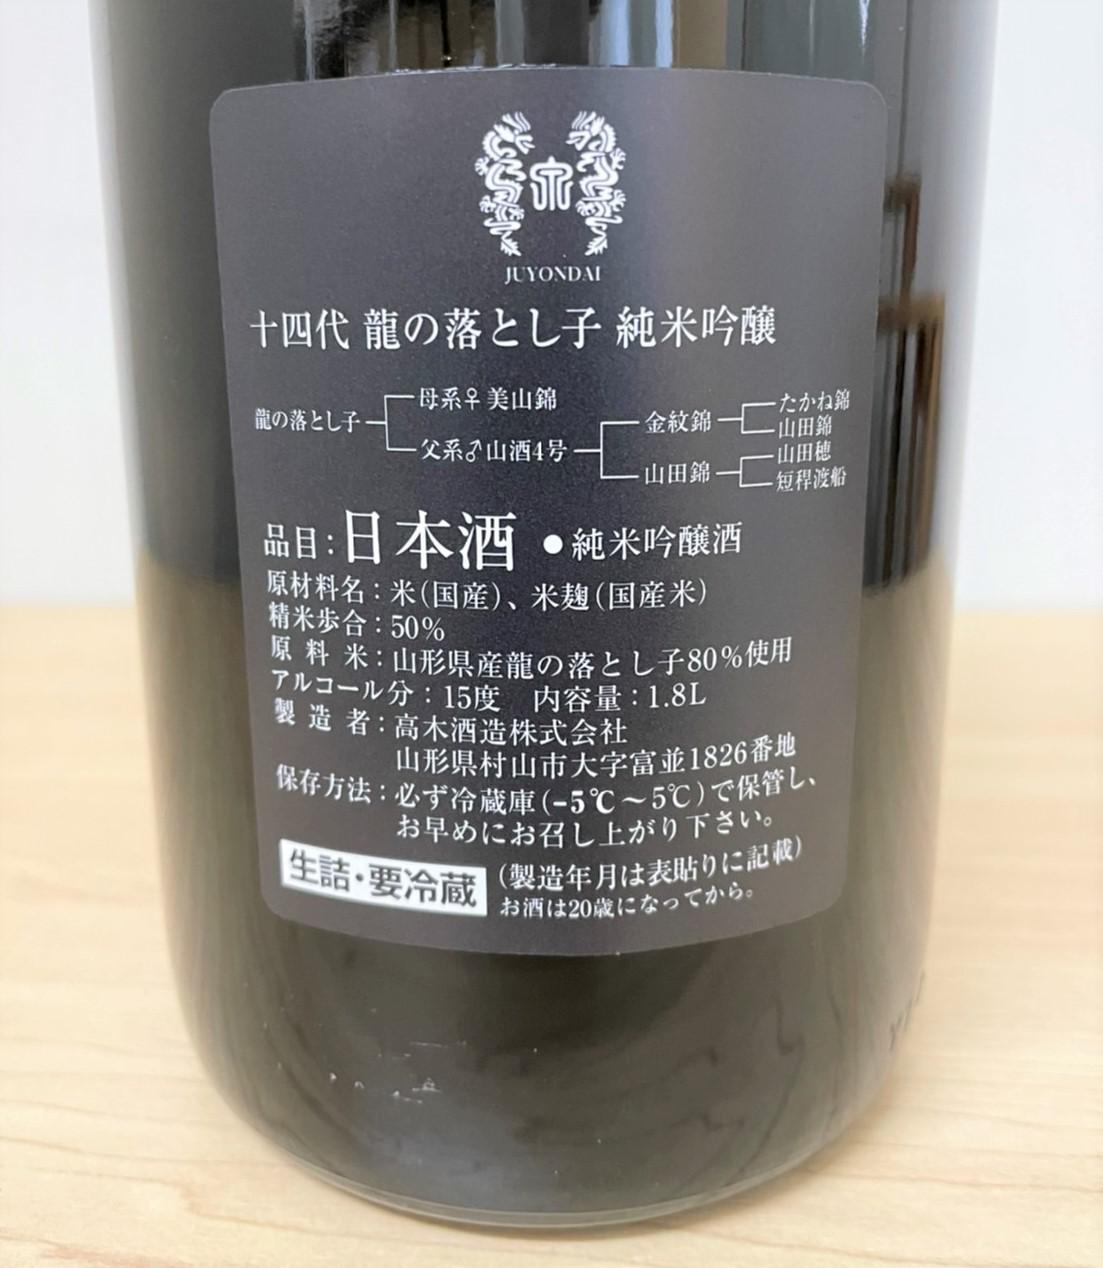 JUYONDAI
十四代 龍の落とし子 純米吟醸
龍の落とし子
母系♀ 美山錦
父系♂山酒4号
金紋錦
山田錦
たかね錦
山田錦
山田穂
短稈渡船
品目:日本酒 ●純米吟醸酒
原材料名:米(国産)、米麹(国産米)
精米歩合:50%
原料米:山形県産龍の落とし子80%使用
アルコール分:15度 内容量:1.8L
製造者:高木酒造株式会社
山形県村山市大字富並1826番地
保存方法:必ず冷蔵庫(-5℃~5℃)で保管し、
お早めにお召し上がり下さい。
生詰・要冷蔵 (製造年月は表貼りに記載)
お酒は20歳になってから。